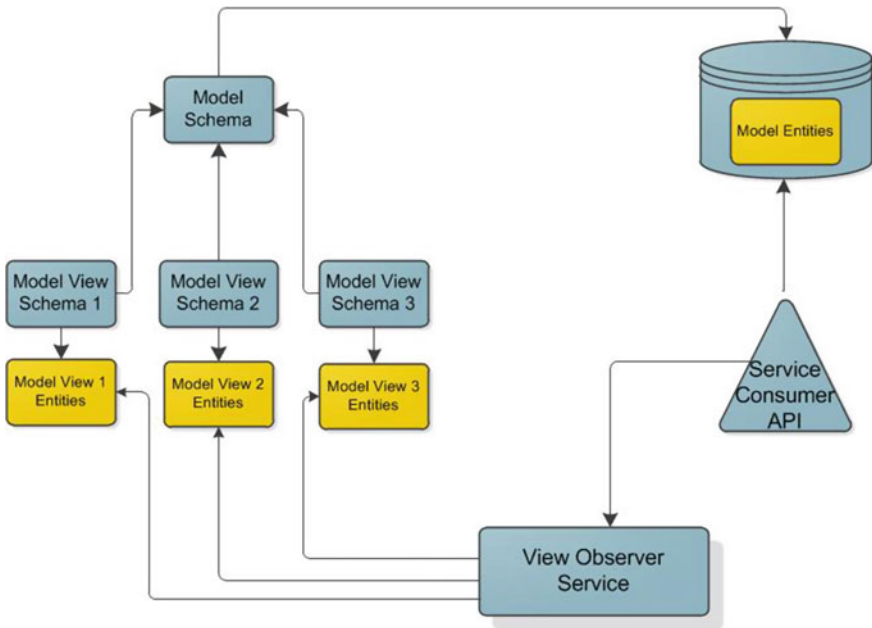 Model
Schema
Model Entities
Model View
Schema 1
Model View
Schema 2
Model View
Schema 3
Model View 1
Entities
Model View 2
Entities
Model View 3
Entities
Service
Consumer
API
View Observer
Service